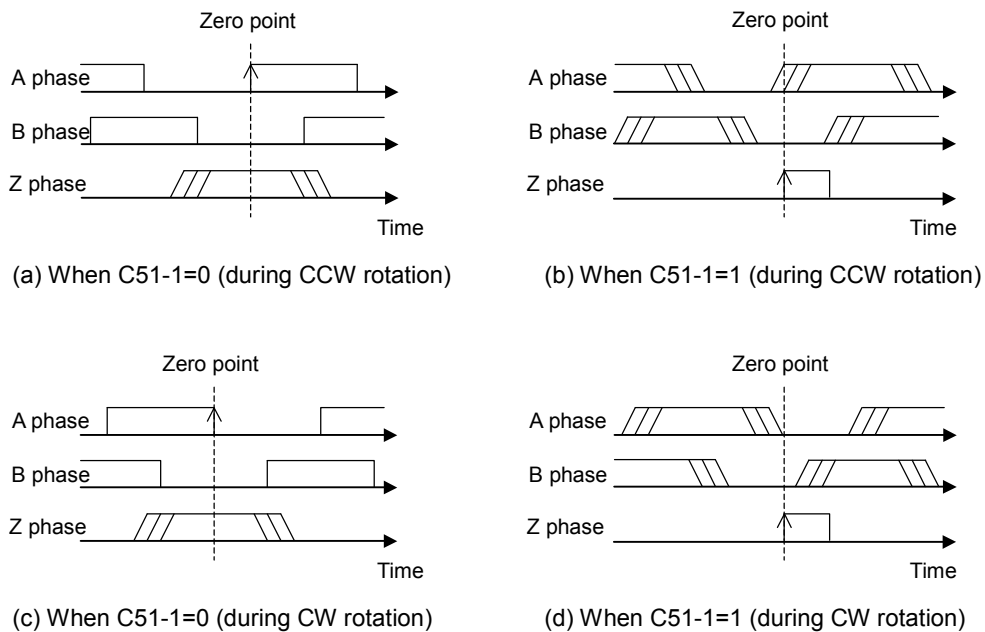 Zero point
A phase
B phase
Z phase
Time
(a) When C51-1=0 (during CCW rotation)
Zero point
A phase
B phase
Z phase
Time
(b) When C51-1=1 (during CCW rotation)
Zero point
A phase
B phase
Z phase
Time
(c) When C51-1=0 (during CW rotation)
Zero point
A phase
B phase
Z phase
Time
(d) When C51-1=1 (during CW rotation)